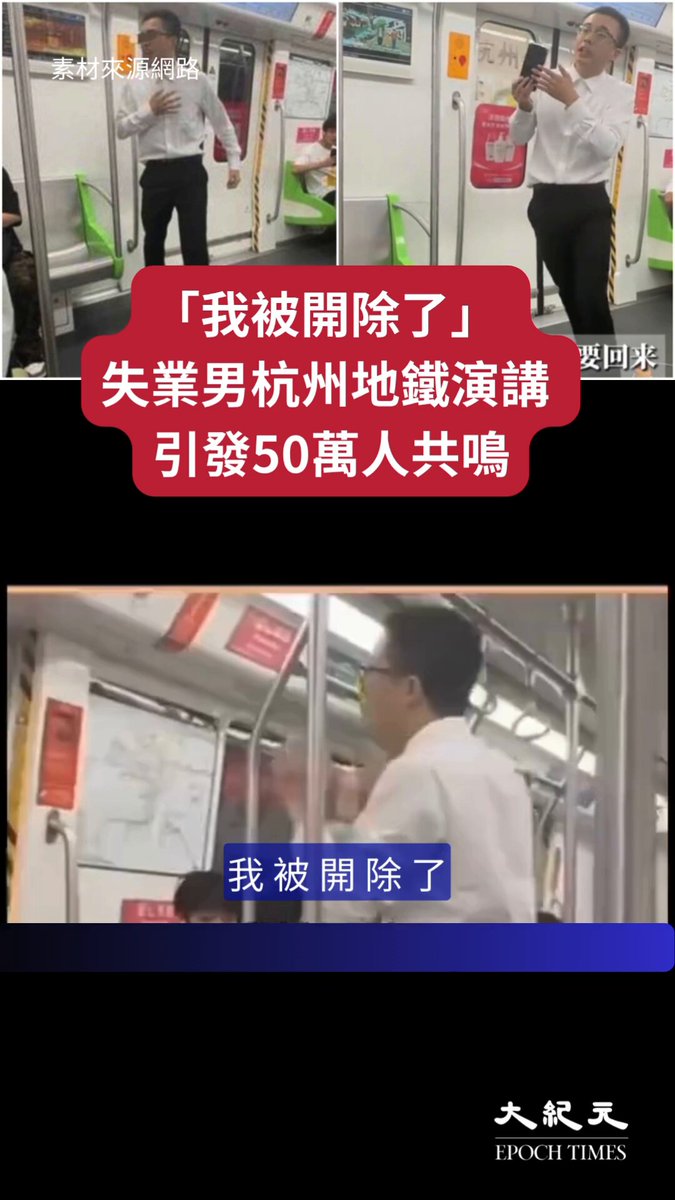 素材來源網路
杭州
要回来
「我被開除了」
失業男杭州地鐵演講
引發50萬人共鳴
我被開除了
大紀元
EPOCH TIMES